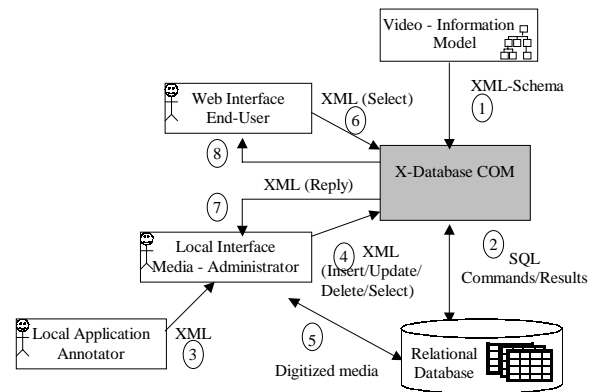 Video - Information
Model
XML-Schema
1
Web Interface
End-User
XML (Select)
6
8
X-Database COM
XML (Reply)
7
Local Interface
Media - Administrator
4
XML
(Insert/Update/
Delete/Select)
2
SQL
Commands/Results
Local Application
Annotator
XML
3
5
Digitized media
Relational
Database